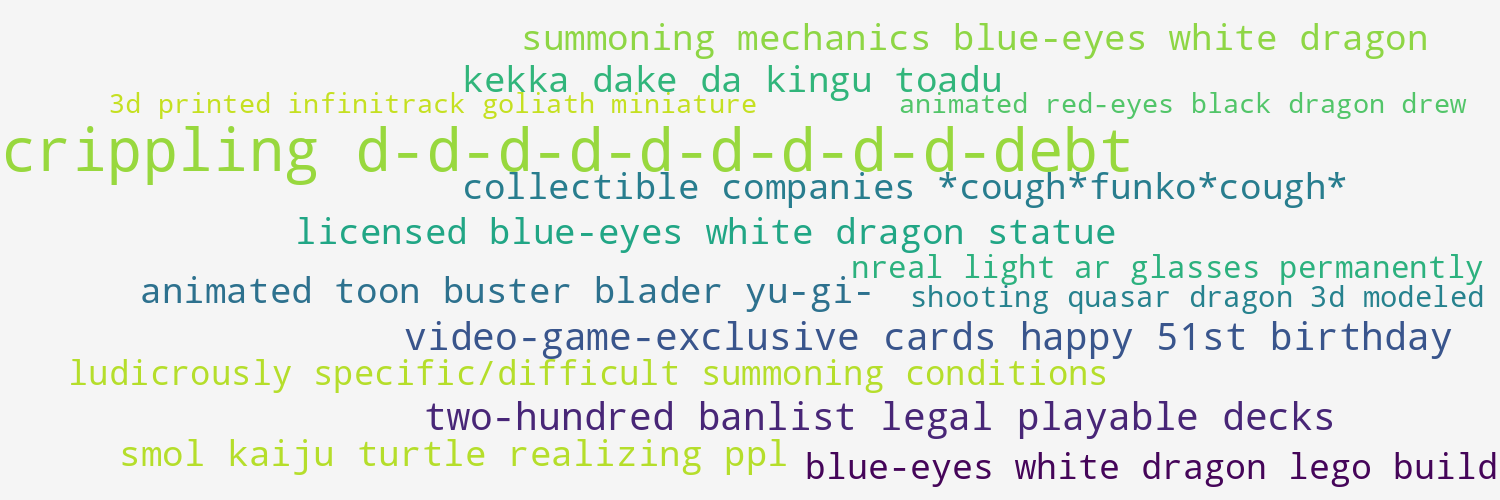 summoning mechanics blue-eyes white dragon
kekka dake da kingu toadu
3d printed infinitrack goliath miniature
animated red-eyes black dragon drew
crippling d-d-d-d-d-d-d-d-d-debt
collectible companies *cough*funko*cough*
licensed blue-eyes white dragon statue
nreal light ar glasses permanently
animated toon buster blader yu-gi-
shooting quasar dragon 3d modeled
video-game-exclusive cards happy 51st birthday
ludicrously specific/difficult summoning conditions
two-hundred banlist legal playable decks
smol kaiju turtle realizing ppl
blue-eyes white dragon lego build